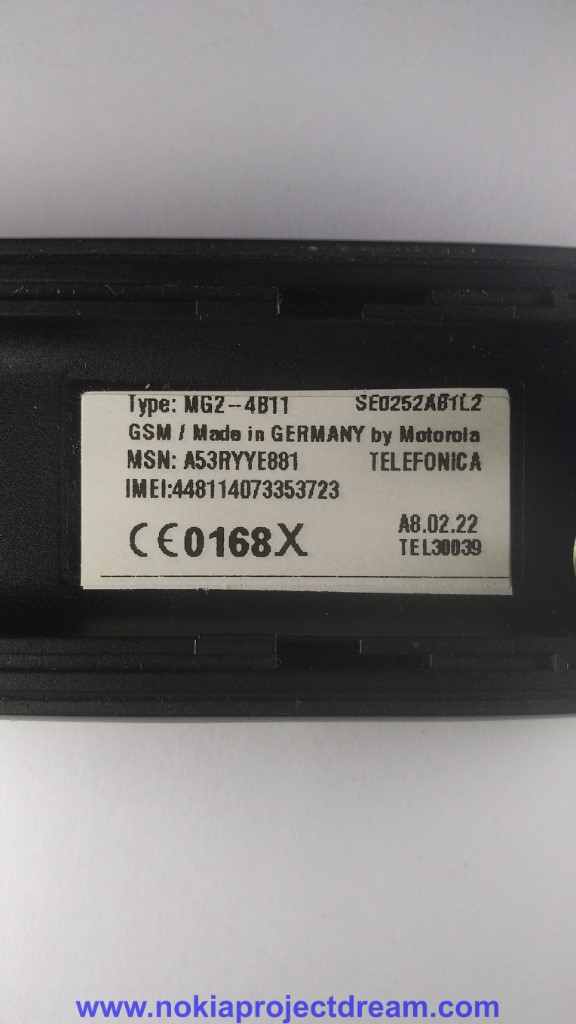 Type: MG2-4B11 SE0252AB1L2
GSM / Made in GERMANY by Motorola
MSN: A53RYYE881 TELEFONICA
IMEI:448114073353723
CE0168X A8.02.22
TEL30039
www.nokiaprojectdream.com